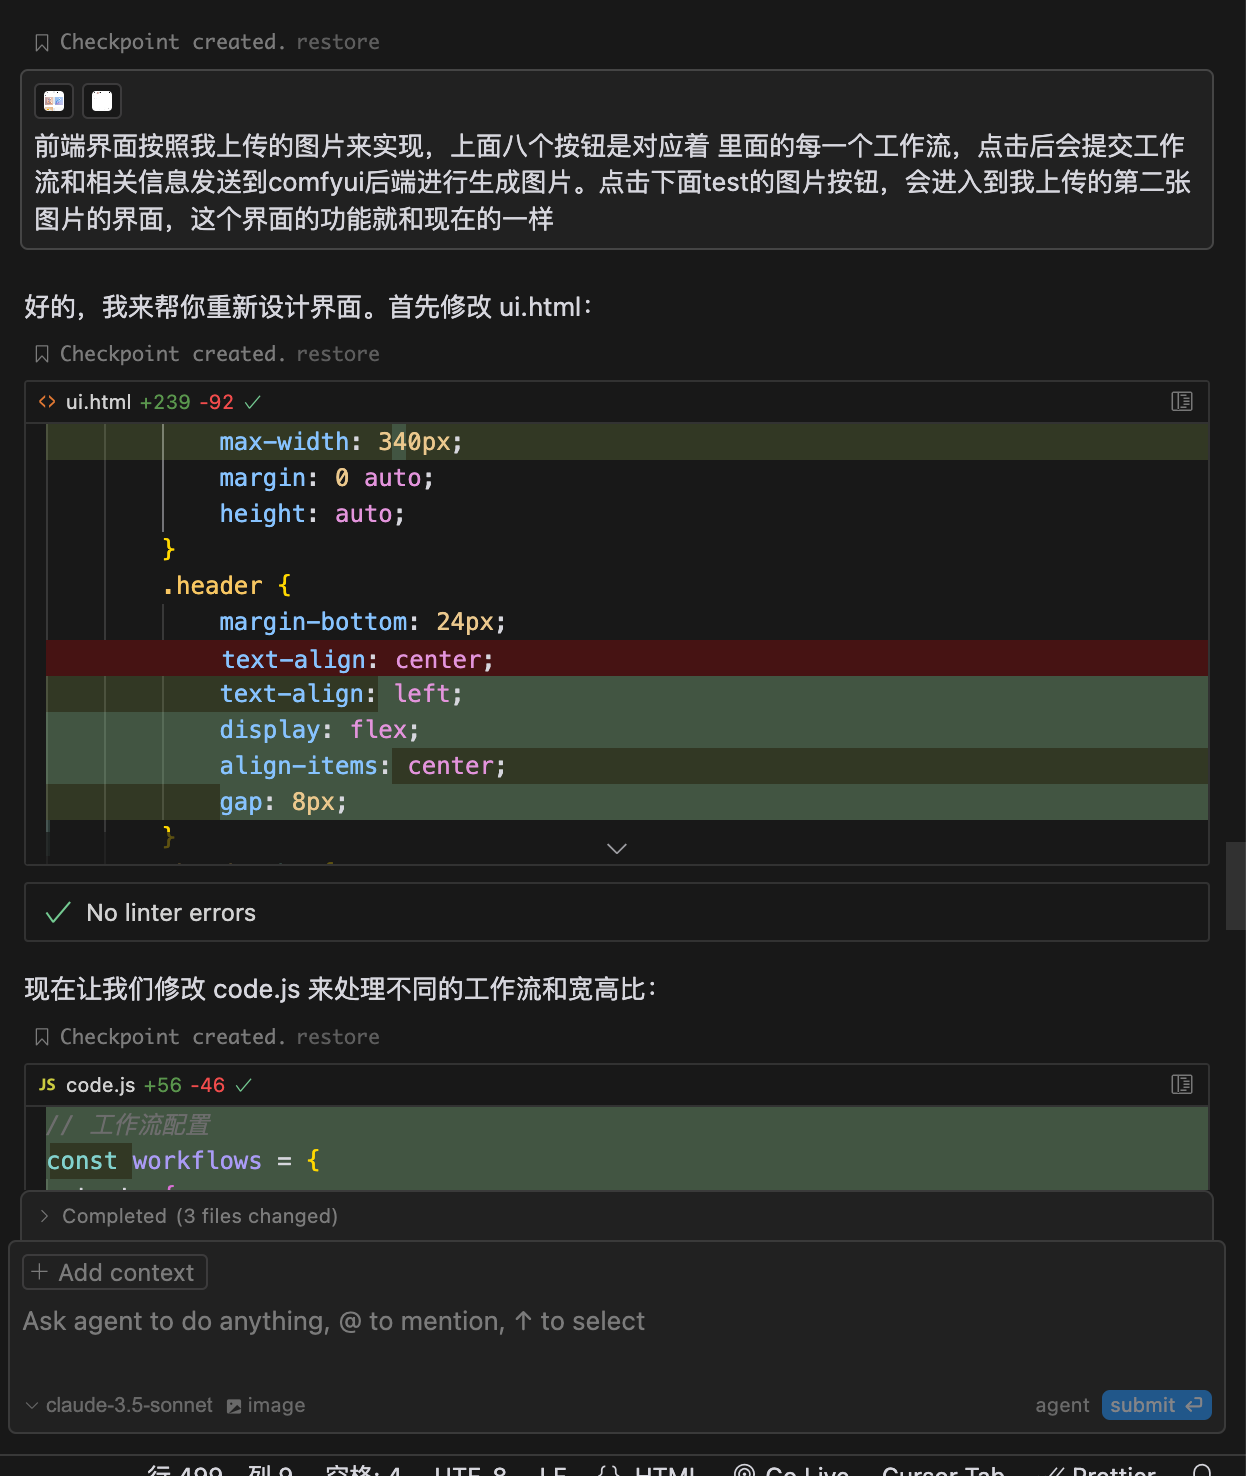 Checkpoint created. restore
前端界面按照我上传的图片来实现，上面八个按钮是对应着 里面的每一个工作流，点击后会提交工作
流和相关信息发送到comfyui后端进行生成图片。点击下面test的图片按钮，会进入到我上传的第二张
图片的界面，这个界面的功能就和现在的一样
好的，我来帮你重新设计界面。首先修改 ui.html：
Checkpoint created. restore
<> ui.html +239 -92
max-width: 340px;
margin: 0 auto;
height: auto;
}
.header {
margin-bottom: 24px;
text-align: center;
text-align: left;
display: flex;
align-items: center;
gap: 8px;
}
No linter errors
现在让我们修改 code.js 来处理不同的工作流和宽高比：
Checkpoint created. restore
JS code.js +56 -46
// 工作流配置
const workflows = {
Completed (3 files changed)
+ Add context
Ask agent to do anything, @ to mention, ↑ to select
claude-3.5-sonnet image agent submit
行 499, 列 9 空格: 4 UTF-8 LF {} HTML Go Live Cursor Tab Prettier